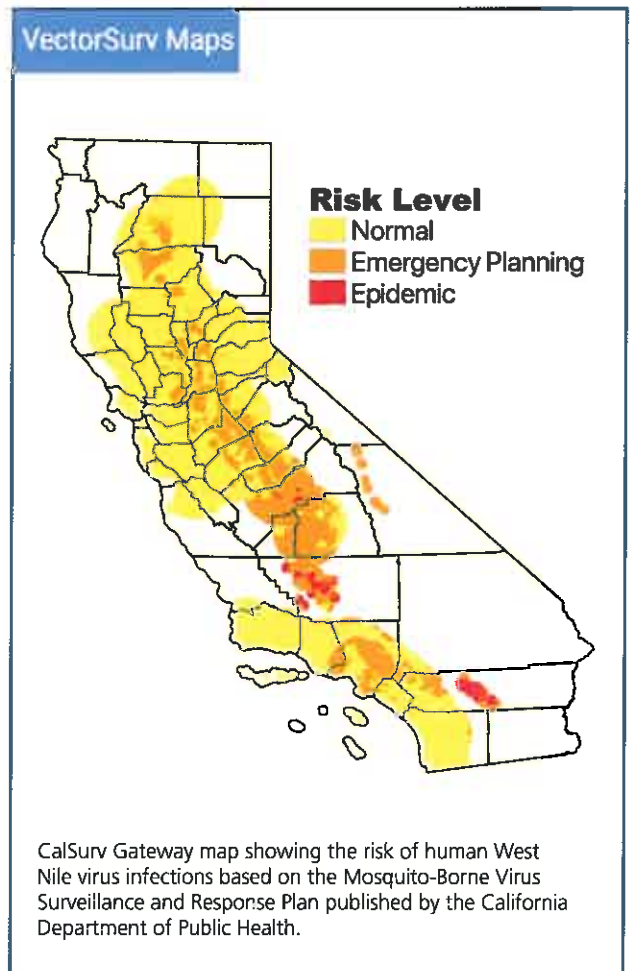 VectorSurv Maps
Risk Level
Normal
Emergency Planning
Epidemic
CalSurv Gateway map showing the risk of human West
Nile virus infections based on the Mosquito-Borne Virus
Surveillance and Response Plan published by the California
Department of Public Health.